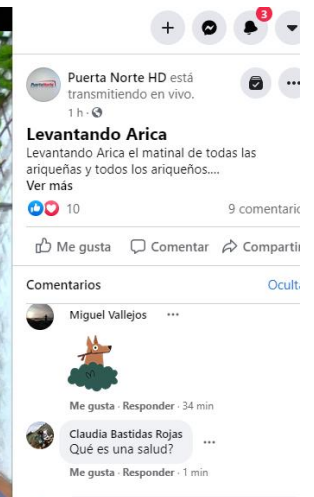 3
Puerta Norte HD está
transmitiendo en vivo.
1 h ·
Levantando Arica
Levantando Arica el matinal de todas las
ariqueñas y todos los ariqueños....
Ver más
10
9 comentario
Me gusta
Comentar
Compartir
Comentarios
Oculta
Miguel Vallejos
Me gusta · Responder · 34 min
Claudia Bastidas Rojas
Qué es una salud?
Me gusta · Responder · 1 min